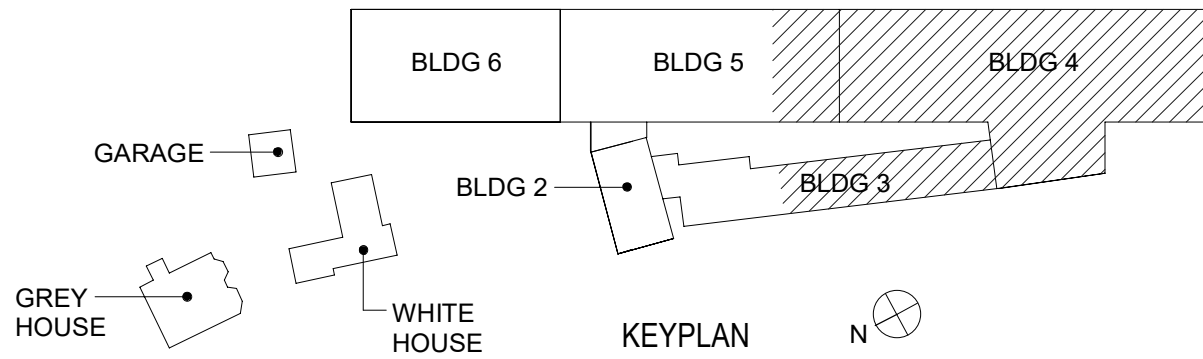 BLDG 6
BLDG 5
BLDG 4
GARAGE
BLDG 2
BLDG 3
GREY
HOUSE
WHITE
HOUSE
KEYPLAN
N